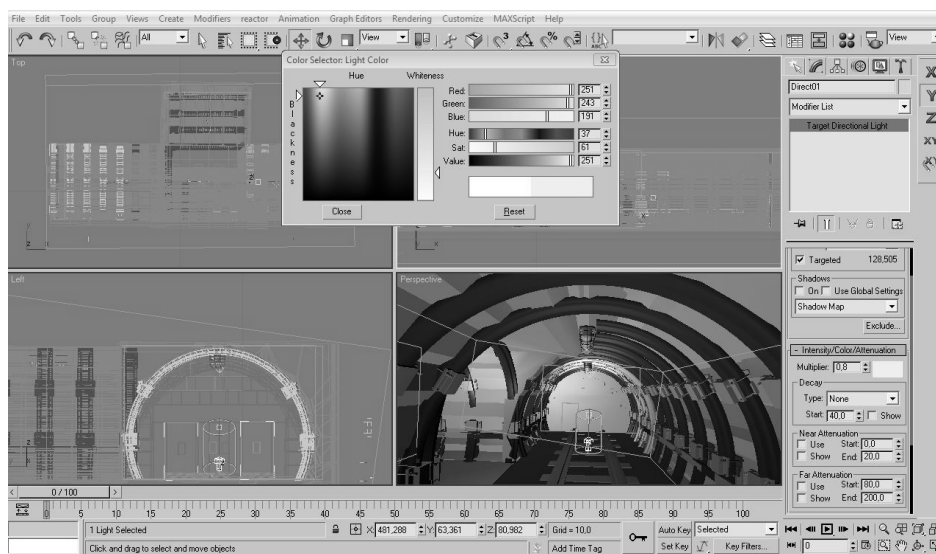 File Edit Tools Group Views Create Modifiers reactor Animation Graph Editors Rendering Customize MAXScript Help
All
View
ABC
View
Top
Color Selector: Light Color
Hue Whiteness
Blackness
Red: 251
Green: 243
Blue: 191
Hue: 37
Sat: 61
Value: 251
Close Reset
Direct01
Modifier List
Target Directional Light
X
Y
Z
XY
XY
Targeted 128,505
Shadows
On Use Global Settings
Shadow Map
Exclude...
- Intensity/Color/Attenuation
Multiplier: 0,8
Decay
Type: None
Start: 40,0 Show
Near Attenuation
Use Start: 0,0
Show End: 20,0
Far Attenuation
Use Start: 80,0
Show End: 200,0
Left
Perspective
< 0 / 100 >
0 5 10 15 20 25 30 35 40 45 50 55 60 65 70 75 80 85 90 95 100
1 Light Selected X: 481,288 Y: 63,361 Z: 80,982 Grid = 10,0 Auto Key Selected
Click and drag to select and move objects Add Time Tag Set Key Key Filters... 0